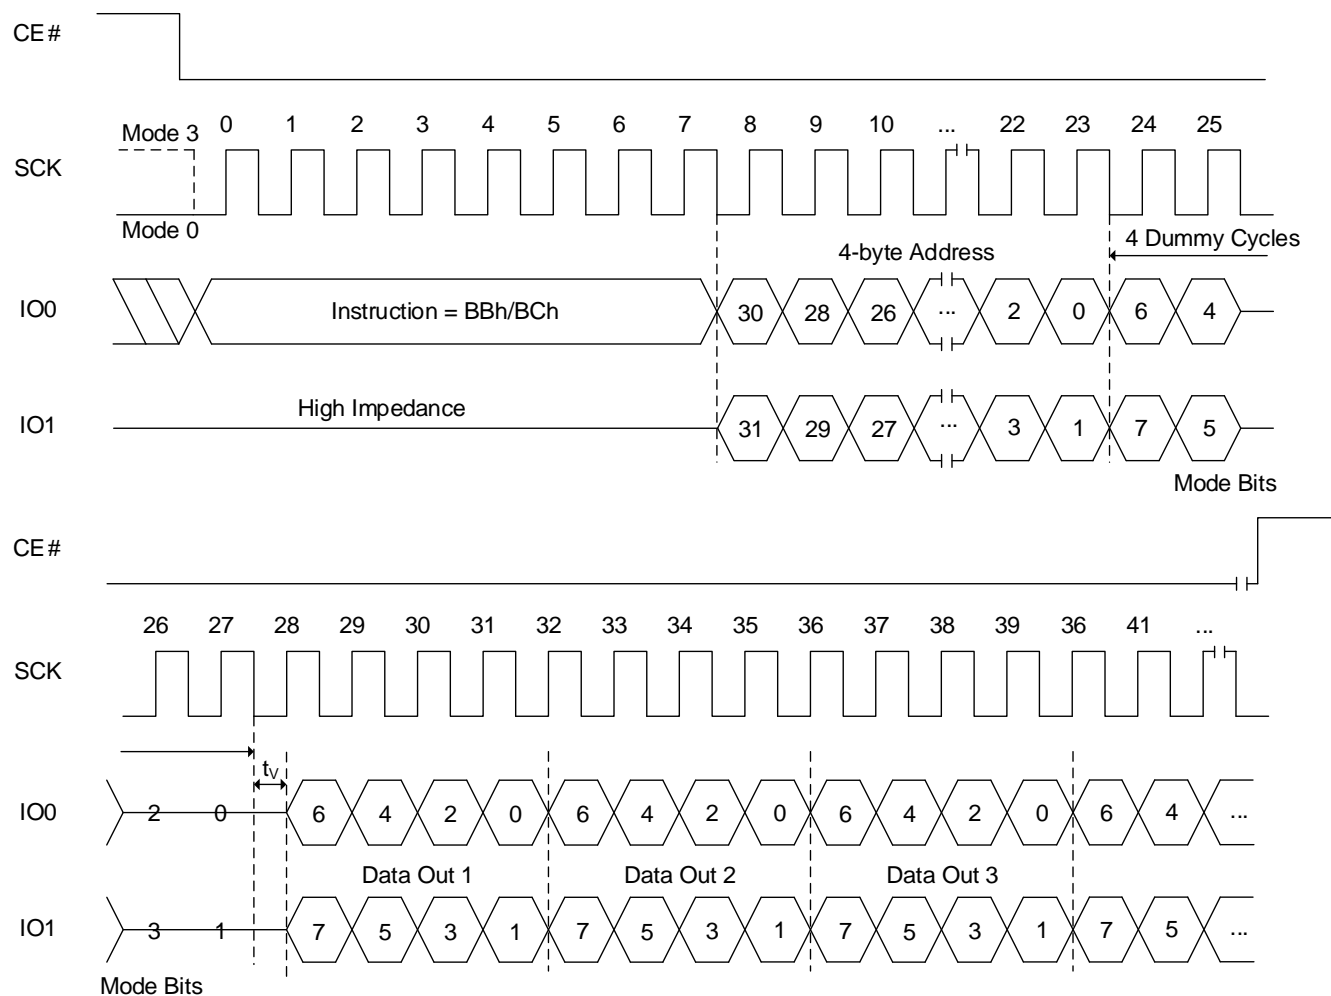 CE#
Mode 3 0 1 2 3 4 5 6 7 8 9 10 ... 22 23 24 25
SCK
Mode 0
4-byte Address 4 Dummy Cycles
IO0 Instruction = BBh/BCh 30 28 26 ... 2 0 6 4
High Impedance
IO1 31 29 27 ... 3 1 7 5
Mode Bits
CE#
26 27 28 29 30 31 32 33 34 35 36 37 38 39 36 41 ...
SCK
tV
IO0 2 0 6 4 2 0 6 4 2 0 6 4 2 0 6 4 ...
Data Out 1 Data Out 2 Data Out 3
IO1 3 1 7 5 3 1 7 5 3 1 7 5 3 1 7 5 ...
Mode Bits